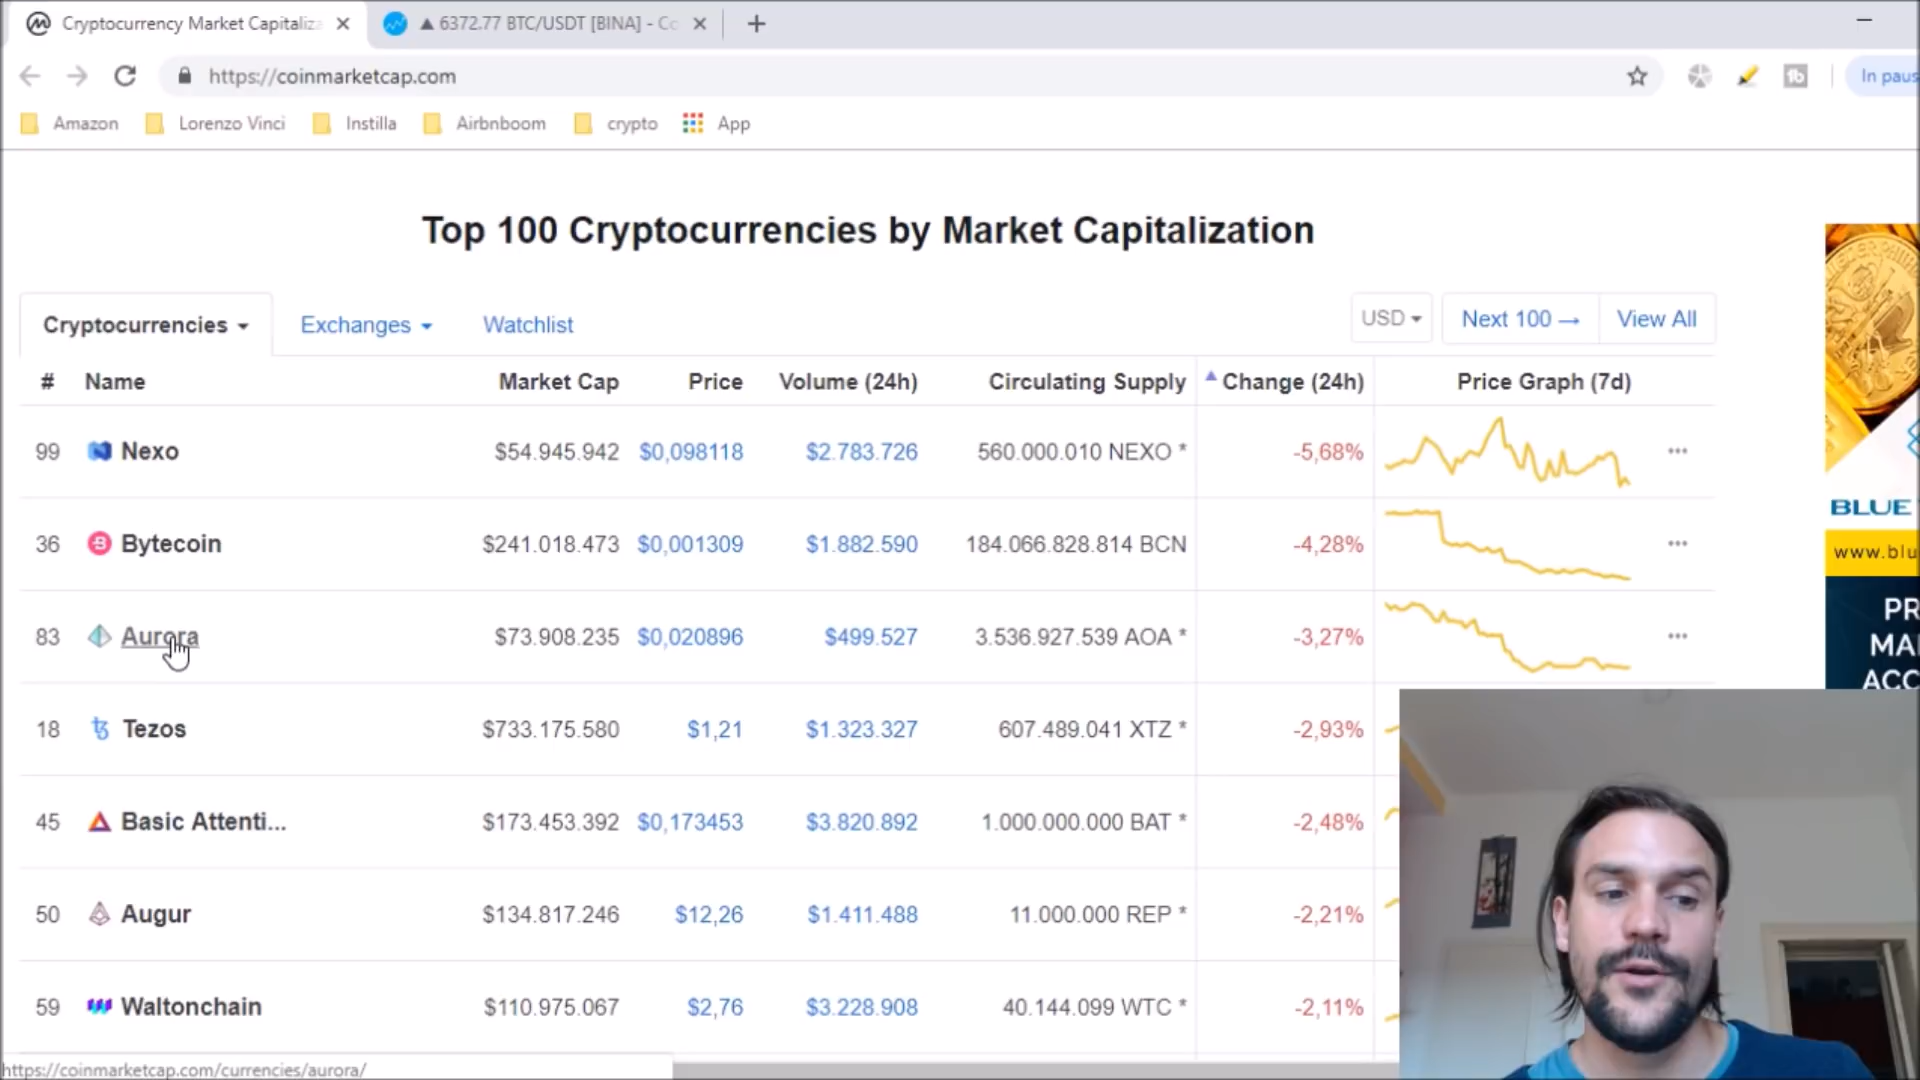 Cryptocurrency Market Capitaliza
▲ 6372.77 BTC/USDT [BINA] - Co
https://coinmarketcap.com
In paus
Amazon
Lorenzo Vinci
Instilla
Airbnboom
crypto
App
Top 100 Cryptocurrencies by Market Capitalization
Cryptocurrencies
Exchanges
Watchlist
USD
Next 100 →
View All
# Name Market Cap Price Volume (24h) Circulating Supply Change (24h) Price Graph (7d)
99 Nexo $54.945.942 $0,098118 $2.783.726 560.000.010 NEXO * -5,68%
36 Bytecoin $241.018.473 $0,001309 $1.882.590 184.066.828.814 BCN -4,28%
83 Aurora $73.908.235 $0,020896 $499.527 3.536.927.539 AOA * -3,27%
18 Tezos $733.175.580 $1,21 $1.323.327 607.489.041 XTZ * -2,93%
45 Basic Attenti... $173.453.392 $0,173453 $3.820.892 1.000.000.000 BAT * -2,48%
50 Augur $134.817.246 $12,26 $1.411.488 11.000.000 REP * -2,21%
59 Waltonchain $110.975.067 $2,76 $3.228.908 40.144.099 WTC * -2,11%
BLUE
www.blu
PR
MA
ACC
https://coinmarketcap.com/currencies/aurora/